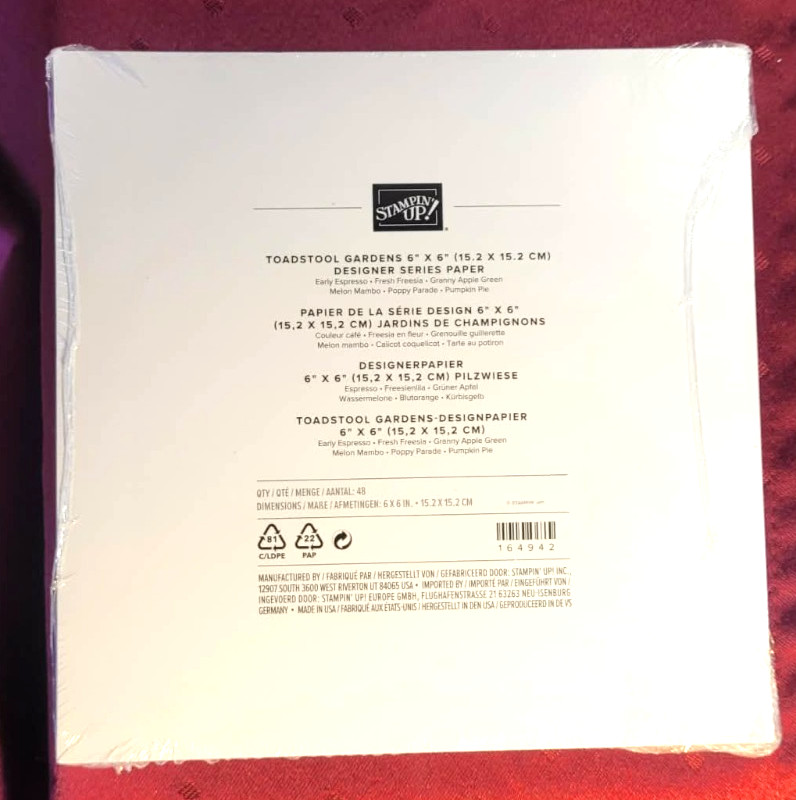 STAMPIN' UP!
TOADSTOOL GARDENS 6" X 6" (15.2 X 15.2 CM)
DESIGNER SERIES PAPER
Early Espresso • Fresh Freesia • Granny Apple Green
Melon Mambo • Poppy Parade • Pumpkin Pie
PAPIER DE LA SÉRIE DESIGN 6" X 6"
(15,2 X 15,2 CM) JARDINS DE CHAMPIGNONS
Couleur café • Freesia en fleur • Grenouille guillerette
Melon mambo • Calicot coquelicot • Tarte au potiron
DESIGNERPAPIER
6" X 6" (15,2 X 15,2 CM) PILZWIESE
Espresso • Freesienlila • Grüner Apfel
Wassermelone • Blutorange • Kürbisgelb
TOADSTOOL GARDENS-DESIGNPAPIER
6" X 6" (15,2 X 15,2 CM)
Early Espresso • Fresh Freesia • Granny Apple Green
Melon Mambo • Poppy Parade • Pumpkin Pie
QTY / QTÉ / MENGE / AANTAL: 48
DIMENSIONS / MAßE / AFMETINGEN: 6 X 6 IN. • 15.2 X 15.2 CM
© STAMPIN' UP!
81 22
C/LDPE PAP
164942
MANUFACTURED BY / FABRIQUÉ PAR / HERGESTELLT VON / GEFABRICEERD DOOR: STAMPIN' UP! INC.,
12907 SOUTH 3600 WEST RIVERTON UT 84065 USA • IMPORTED BY / IMPORTÉ PAR / EINGEFÜHRT VON /
INGEVOERD DOOR: STAMPIN' UP! EUROPE GMBH, FLUGHAFENSTRASSE 21 63263 NEU-ISENBURG
GERMANY • MADE IN USA / FABRIQUÉ AUX ÉTATS-UNIS / HERGESTELLT IN DEN USA / GEPRODUCEERD IN DE VS